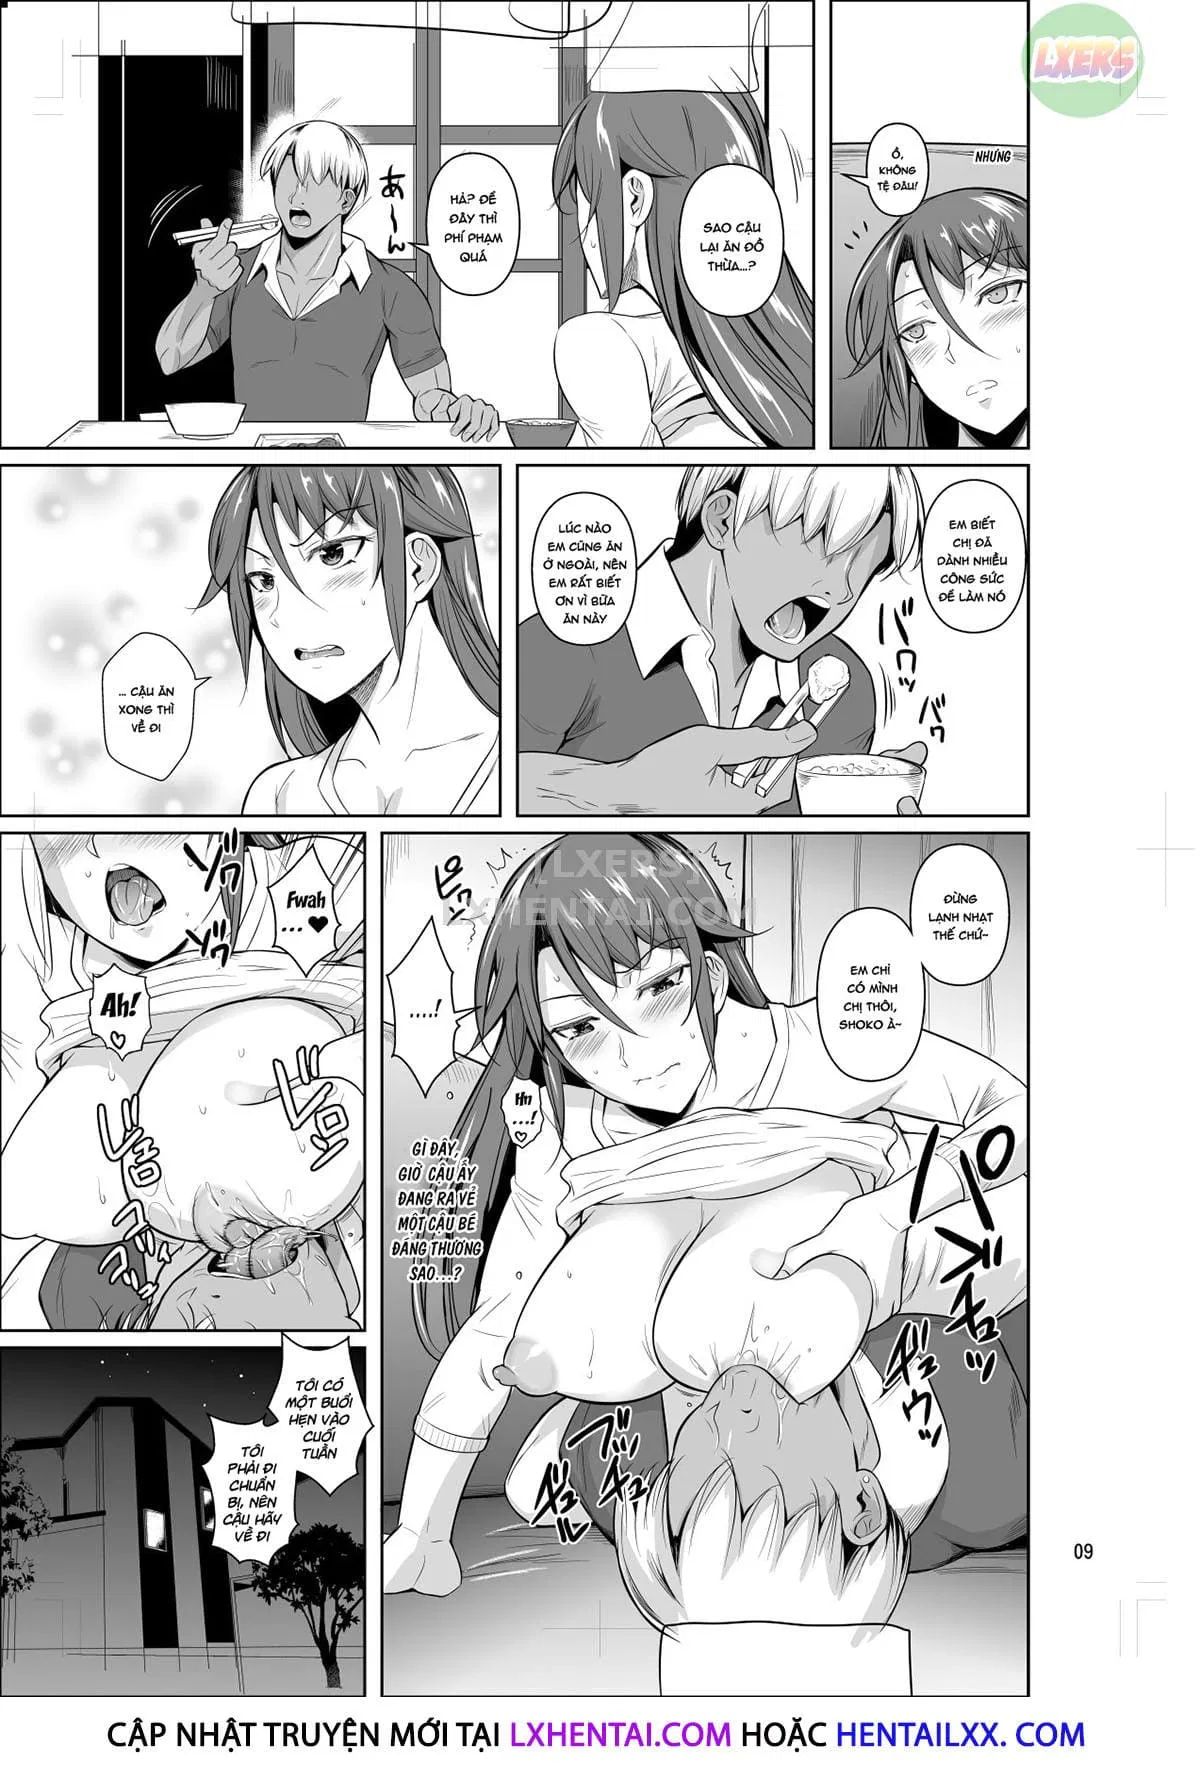 LXERS
NHƯNG
Ồ,
KHÔNG
TỆ ĐÂU!
SAO CẬU
LẠI ĂN ĐỒ
THỪA...?
HẢ? ĐỂ
ĐÂY THÌ
PHÍ PHẠM
QUÁ
あ～ん
EM BIẾT
CHỊ ĐÃ
DÀNH NHIỀU
CÔNG SỨC
ĐỂ LÀM NÓ
LÚC NÀO
EM CŨNG ĂN
Ở NGOÀI, NÊN
EM RẤT BIẾT
ƠN VÌ BỮA
ĂN NÀY
バクッ
バクッ
... CẬU ĂN
XONG THÌ
VỀ ĐI
[LXERS]
LXHENTAI.COM
ĐỪNG
LẠNH NHẠT
THẾ CHỨ~
EM CHỈ
CÓ MÌNH
CHỊ THÔI,
SHOKO À~
.....!
Hn
....!
GÌ ĐÂY,
GIỜ CẬU ẤY
ĐANG RA VẺ
MỘT CẬU BÉ
ĐÁNG THƯƠNG
SAO...?
Fwah
....
Ah!
TÔI CÓ
MỘT BUỔI
HẸN VÀO
CUỐI
TUẦN
TÔI
PHẢI ĐI
CHUẨN
BỊ, NÊN
CẬU HÃY
VỀ ĐI
09
CẬP NHẬT TRUYỆN MỚI TẠI LXHENTAI.COM HOẶC HENTAILXX. COM